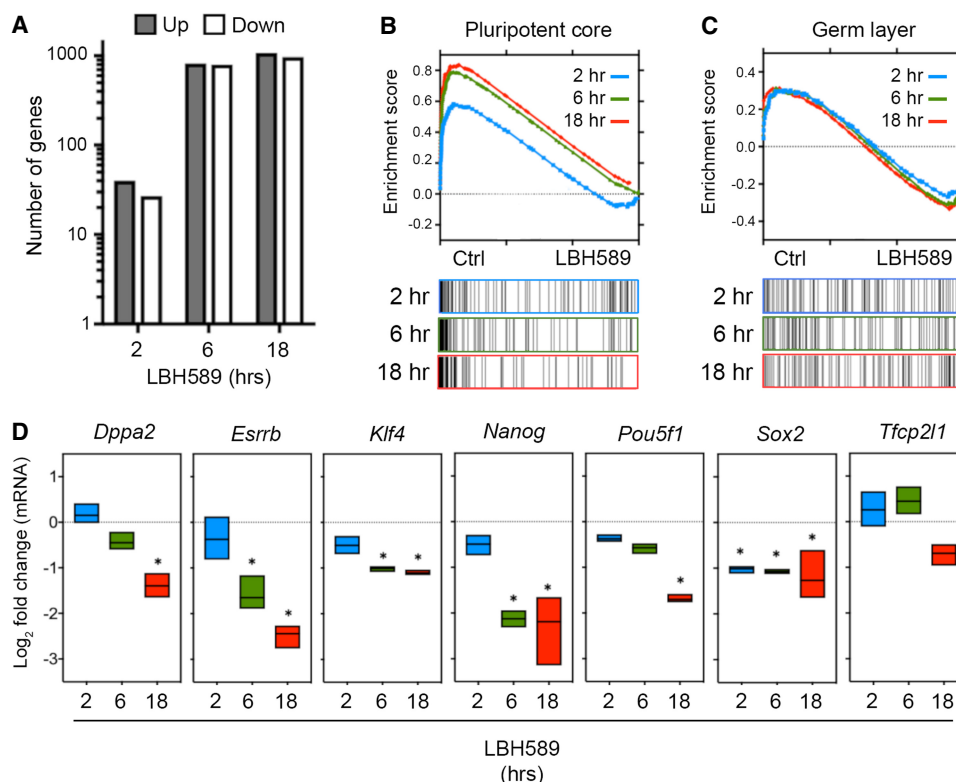 A
Up Down
Number of genes
1000
100
10
1
2 6 18
LBH589 (hrs)
B
Pluripotent core
Enrichment score
0.8
0.6
0.4
0.2
0.0
-0.2
2 hr
6 hr
18 hr
Ctrl LBH589
2 hr
6 hr
18 hr
C
Germ layer
Enrichment score
0.4
0.2
0.0
-0.2
-0.4
2 hr
6 hr
18 hr
Ctrl LBH589
2 hr
6 hr
18 hr
D
Dppa2 Esrrb Klf4 Nanog Pou5f1 Sox2 Tfcp2l1
Log2 fold change (mRNA)
1
0
-1
-2
-3
* * * * * * * * * * *
2 6 18 2 6 18 2 6 18 2 6 18 2 6 18 2 6 18 2 6 18
LBH589
(hrs)